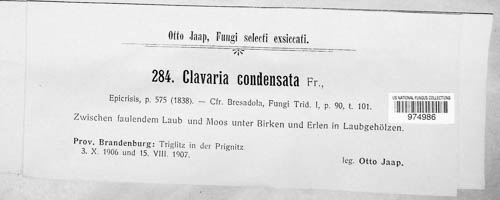 Otto Jaap, Fungi selecti exsiccati.
284. Clavaria condensata Fr.,
Epicrisis, p. 575 (1838). — Cfr. Bresadola, Fungi Trid. I, p. 90, t. 101.
US NATIONAL FUNGUS COLLECTIONS
974986
Zwischen faulendem Laub und Moos unter Birken und Erlen in Laubgehölzen.
Prov. Brandenburg: Triglitz in der Prignitz
3. X. 1906 und 15. VIII. 1907.
leg. Otto Jaap.